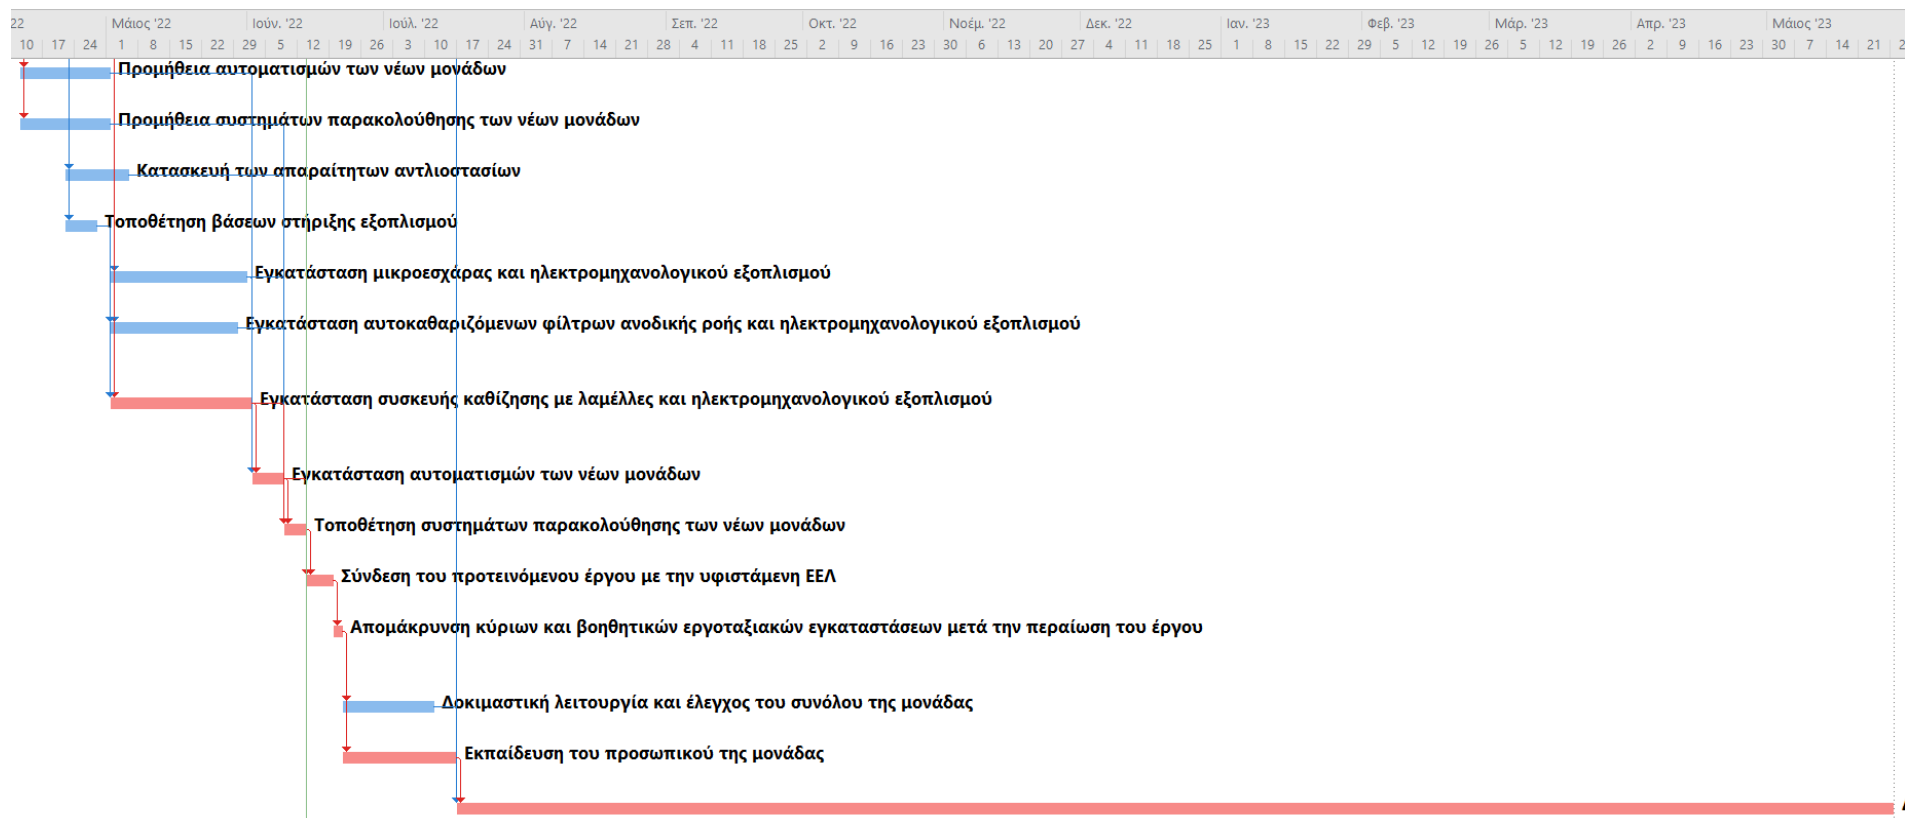 22 Μάιος '22 Ιούν. '22 Ιούλ. '22 Αύγ. '22 Σεπ. '22 Οκτ. '22 Νοέμ. '22 Δεκ. '22 Ιαν. '23 Φεβ. '23 Μάρ. '23 Απρ. '23 Μάιος '23
10 17 24 1 8 15 22 29 5 12 19 26 3 10 17 24 31 7 14 21 28 4 11 18 25 2 9 16 23 30 6 13 20 27 4 11 18 25 1 8 15 22 29 5 12 19 26 5 12 19 26 2 9 16 23 30 7 14 21 2
Προμήθεια αυτοματισμών των νέων μονάδων
Προμήθεια συστημάτων παρακολούθησης των νέων μονάδων
Κατασκευή των απαραίτητων αντλιοστασίων
Τοποθέτηση βάσεων στήριξης εξοπλισμού
Εγκατάσταση μικροεσχάρας και ηλεκτρομηχανολογικού εξοπλισμού
Εγκατάσταση αυτοκαθαριζόμενων φίλτρων ανοδικής ροής και ηλεκτρομηχανολογικού εξοπλισμού
Εγκατάσταση συσκευής καθίζησης με λαμέλλες και ηλεκτρομηχανολογικού εξοπλισμού
Εγκατάσταση αυτοματισμών των νέων μονάδων
Τοποθέτηση συστημάτων παρακολούθησης των νέων μονάδων
Σύνδεση του προτεινόμενου έργου με την υφιστάμενη ΕΕΛ
Απομάκρυνση κύριων και βοηθητικών εργοταξιακών εγκαταστάσεων μετά την περαίωση του έργου
Δοκιμαστική λειτουργία και έλεγχος του συνόλου της μονάδας
Εκπαίδευση του προσωπικού της μονάδας